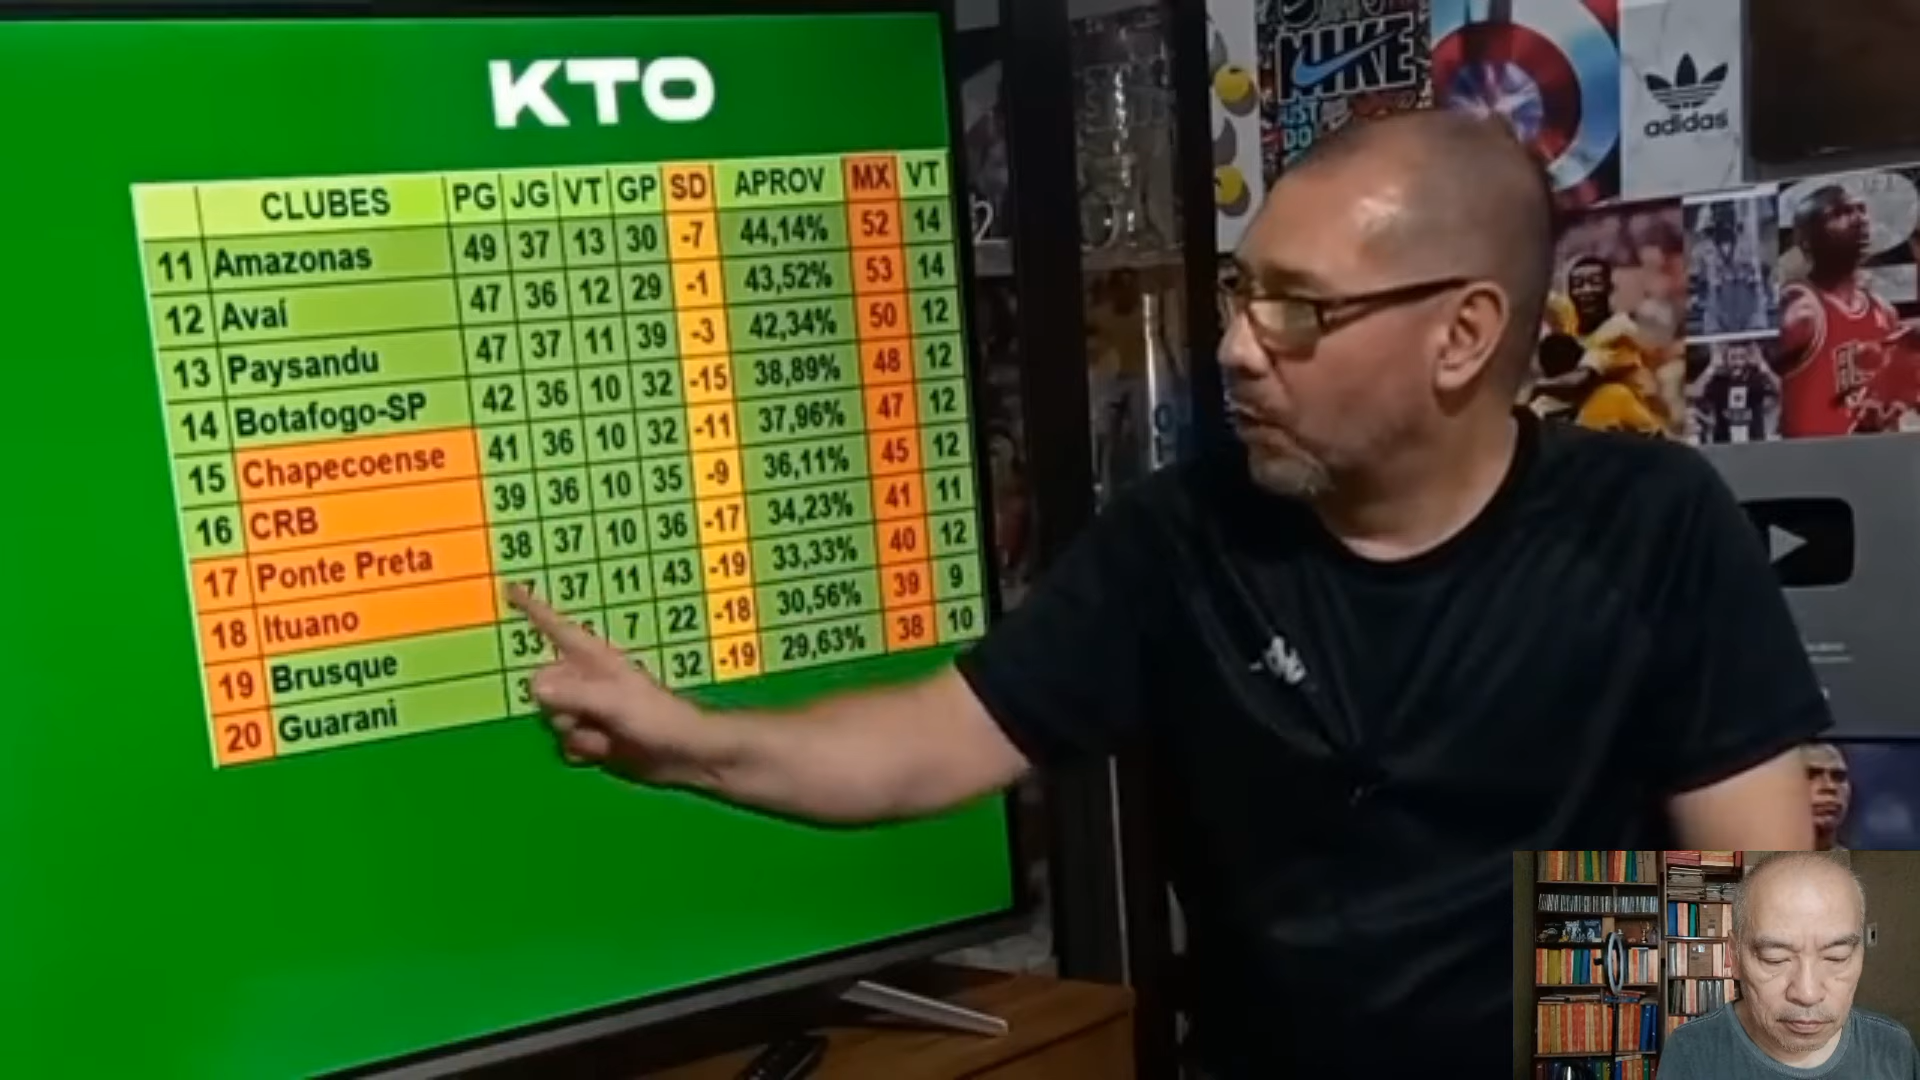 KTO
CLUBES PG JG VT GP SD APROV MX VT
11 Amazonas 49 37 13 30 -7 44,14% 52 14
12 Avaí 47 36 12 29 -1 43,52% 53 14
13 Paysandu 47 37 11 39 -3 42,34% 50 12
14 Botafogo-SP 42 36 10 32 -15 38,89% 48 12
15 Chapecoense 41 36 10 32 -11 37,96% 47 12
16 CRB 39 36 10 35 -9 36,11% 45 12
17 Ponte Preta 38 37 10 36 -17 34,23% 41 11
18 Ituano 37 11 43 -19 33,33% 40 12
19 Brusque 33 7 22 -18 30,56% 39 9
20 Guarani 32 -19 29,63% 38 10
NIKE
JUST
DO
adidas